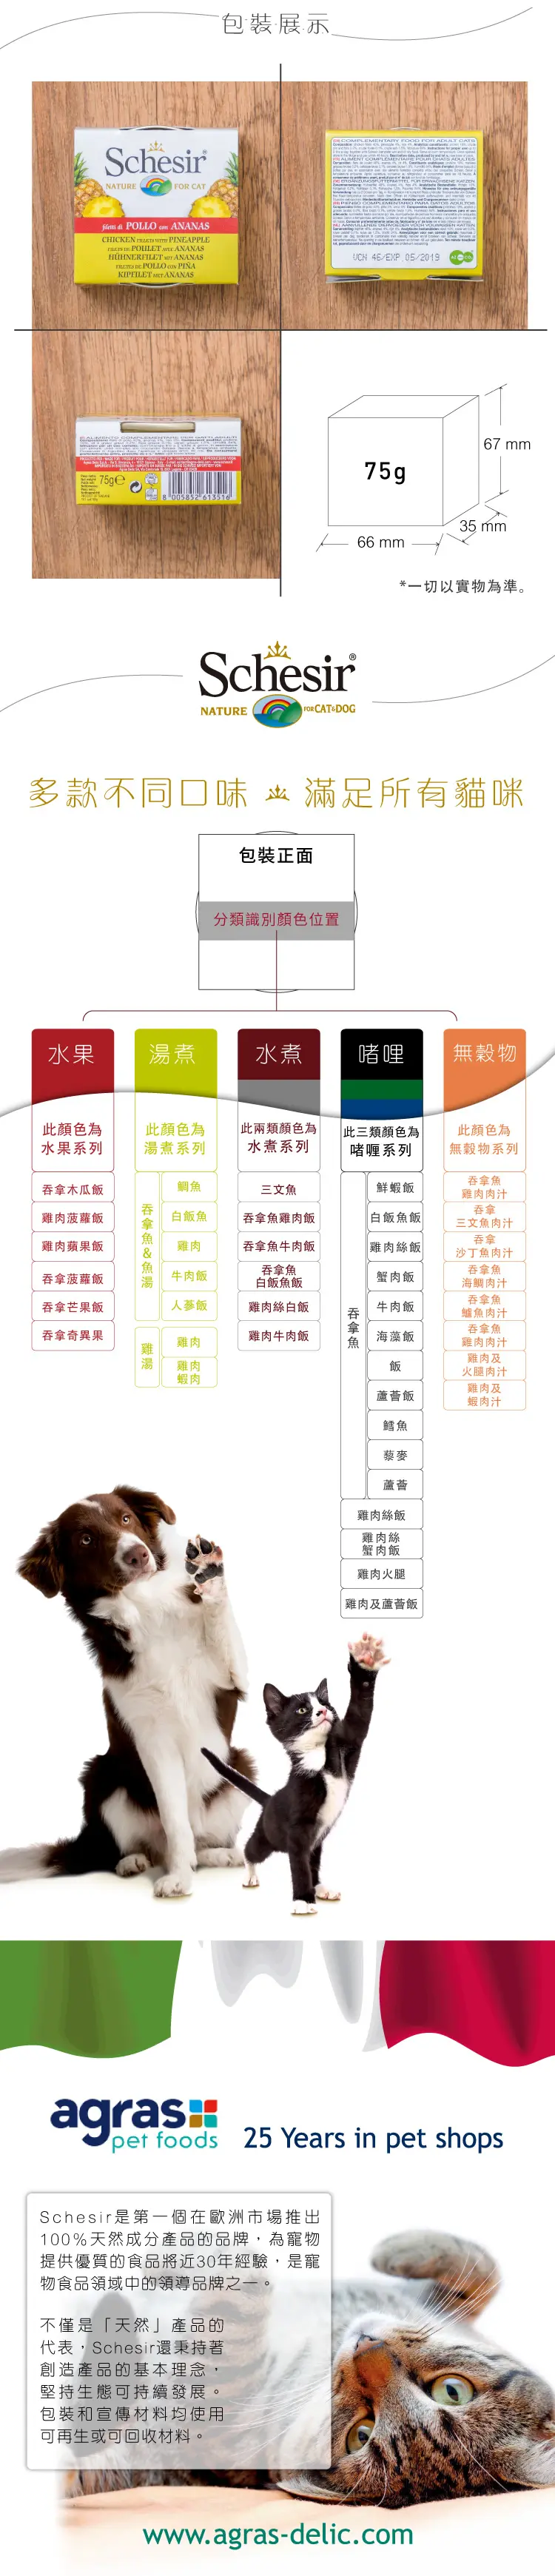 包裝展示
Schesir®
NATURE FOR CAT
filetti di POLLO con ANANAS
CHICKEN FILLETS WITH PINEAPPLE
HÜHNERFILET MIT ANANAS
FILETES DE POLLO CON PIÑA
KIPFILET MET ANANAS
COMPLEMENTARY FOOD FOR ADULT CATS
75g℮
8 005852 613516
75g
67 mm
35 mm
66 mm
*一切以實物為準。
Schesir®
NATURE FOR CAT&DOG
多款不同口味 滿足所有貓咪
包裝正面
分類識別顏色位置
水果
此顏色為
水果系列
吞拿木瓜飯
雞肉菠蘿飯
雞肉蘋果飯
吞拿菠蘿飯
吞拿芒果飯
吞拿奇異果
湯煮
此顏色為
湯煮系列
吞拿魚&魚湯
鯛魚
白飯魚
雞肉
牛肉飯
人蔘飯
雞湯
雞肉
雞肉
蝦肉
水煮
此兩類顏色為
水煮系列
三文魚
吞拿魚雞肉飯
吞拿魚牛肉飯
吞拿魚
白飯魚飯
雞肉絲白飯
雞肉牛肉飯
啫喱
此三類顏色為
啫喱系列
吞拿魚
鮮蝦飯
白飯魚飯
雞肉絲飯
蟹肉飯
牛肉飯
海藻飯
飯
蘆薈飯
鱈魚
藜麥
蘆薈
雞肉絲飯
雞肉絲
蟹肉飯
雞肉火腿
雞肉及蘆薈飯
無穀物
此顏色為
無穀物系列
吞拿魚
雞肉肉汁
吞拿
三文魚肉汁
吞拿
沙丁魚肉汁
吞拿魚
海鯛肉汁
吞拿魚
鱸魚肉汁
吞拿魚
雞肉肉汁
雞肉及
火腿肉汁
雞肉及
蝦肉汁
agras
pet foods
25 Years in pet shops
Schesir是第一個在歐洲市場推出
100%天然成分產品的品牌，為寵物
提供優質的食品將近30年經驗，是寵
物食品領域中的領導品牌之一。
不僅是「天然」產品的
代表，Schesir還秉持著
創造產品的基本理念，
堅持生態可持續發展。
包裝和宣傳材料均使用
可再生或可回收材料。
www.agras-delic.com